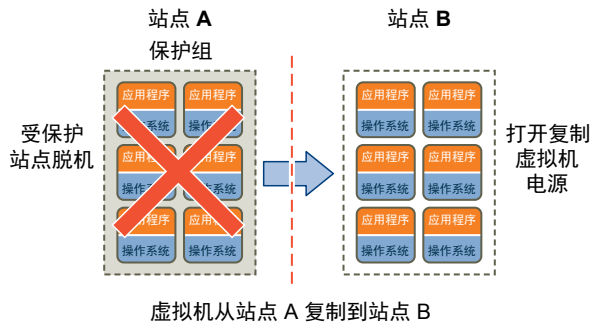 站点 A
站点 B
保护组
受保护
站点脱机
应用程序 应用程序
操作系统 操作系统
应用程序 应用程序
操作系统 操作系统
应用程序 应用程序
操作系统 操作系统
应用程序 应用程序
操作系统 操作系统
应用程序 应用程序
操作系统 操作系统
应用程序 应用程序
操作系统 操作系统
打开复制
虚拟机
电源
虚拟机从站点 A 复制到站点 B